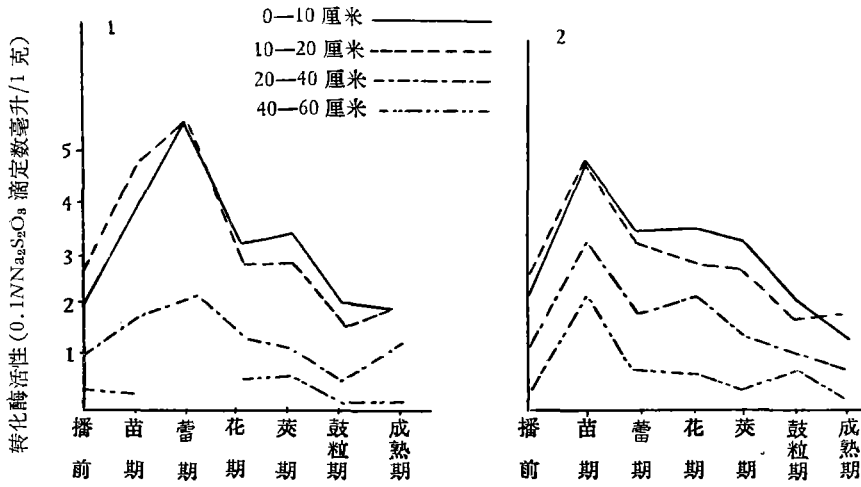 1
0—10 厘米
10—20 厘米
20—40 厘米
40—60 厘米
2
转化酶活性(0.1NNa₂S₂O₃ 滴定数毫升/1 克)
5
4
3
2
1
播前 苗期 蕾期 花期 荚期 鼓粒期 成熟期
播前 苗期 蕾期 花期 荚期 鼓粒期 成熟期